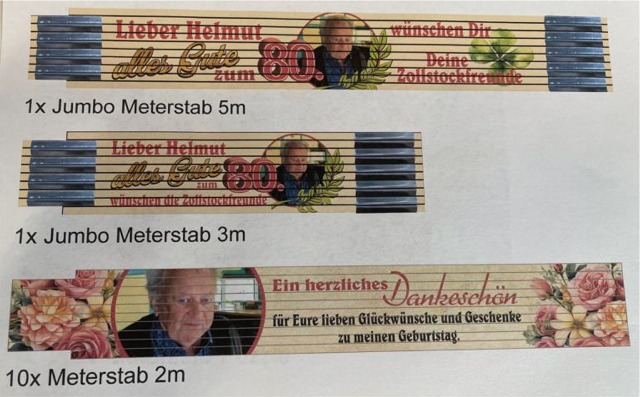 Lieber Helmut
alles Gute
zum 80.
wünschen Dir
Deine
Zollstockfreunde
1x Jumbo Meterstab 5m
Lieber Helmut
alles Gute
zum 80.
wünschen die Zollstockfreunde
1x Jumbo Meterstab 3m
Ein herzliches Dankeschön
für Eure lieben Glückwünsche und Geschenke
zu meinen Geburtstag.
10x Meterstab 2m